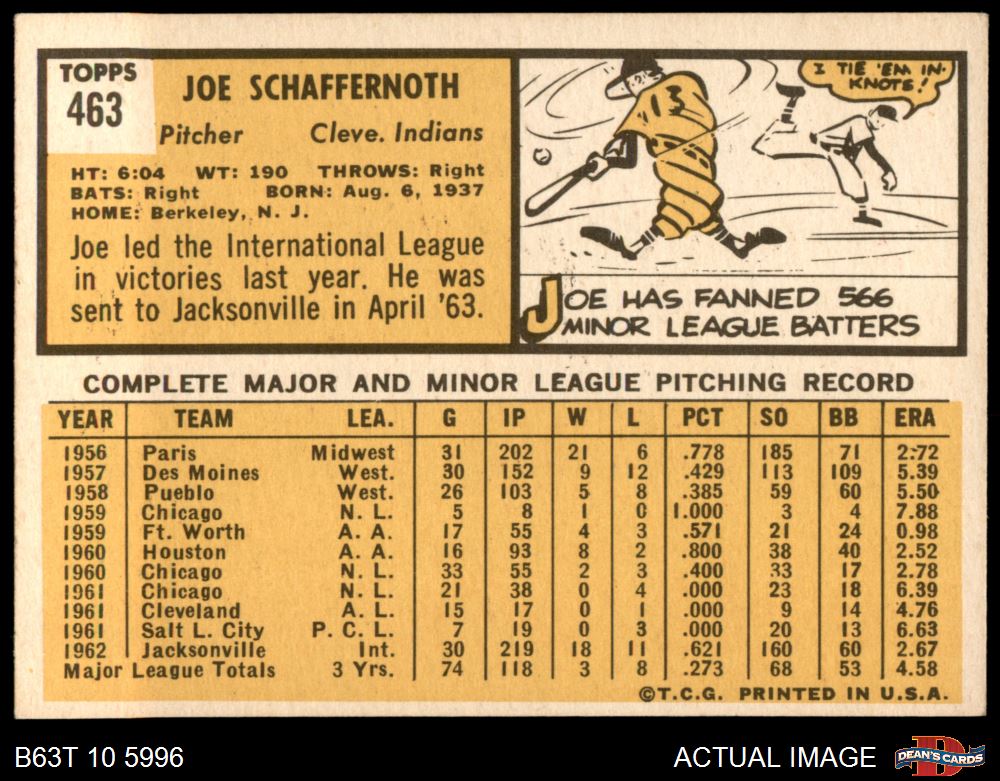 TOPPS
463
JOE SCHAFFERNOTH
Pitcher Cleve. Indians
HT: 6:04 WT: 190 THROWS: Right
BATS: Right BORN: Aug. 6, 1937
HOME: Berkeley, N. J.
Joe led the International League
in victories last year. He was
sent to Jacksonville in April '63.
I TIE 'EM IN
KNOTS!
13
JOE HAS FANNED 566
MINOR LEAGUE BATTERS
COMPLETE MAJOR AND MINOR LEAGUE PITCHING RECORD
YEAR TEAM LEA. G IP W L PCT SO BB ERA
1956 Paris Midwest 31 202 21 6 .778 185 71 2.72
1957 Des Moines West. 30 152 9 12 .429 113 109 5.39
1958 Pueblo West. 26 103 5 8 .385 59 60 5.50
1959 Chicago N. L. 5 8 1 0 1.000 3 4 7.88
1959 Ft. Worth A. A. 17 55 4 3 .571 21 24 0.98
1960 Houston A. A. 16 93 8 2 .800 38 40 2.52
1960 Chicago N. L. 33 55 2 3 .400 33 17 2.78
1961 Chicago N. L. 21 38 0 4 .000 23 18 6.39
1961 Cleveland A. L. 15 17 0 1 .000 9 14 4.76
1961 Salt L. City P. C. L. 7 19 0 3 .000 20 13 6.63
1962 Jacksonville Int. 30 219 18 11 .621 160 60 2.67
Major League Totals 3 Yrs. 74 118 3 8 .273 68 53 4.58
©T.C.G. PRINTED IN U.S.A.
B63T 10 5996 ACTUAL IMAGE DEAN'S CARDS